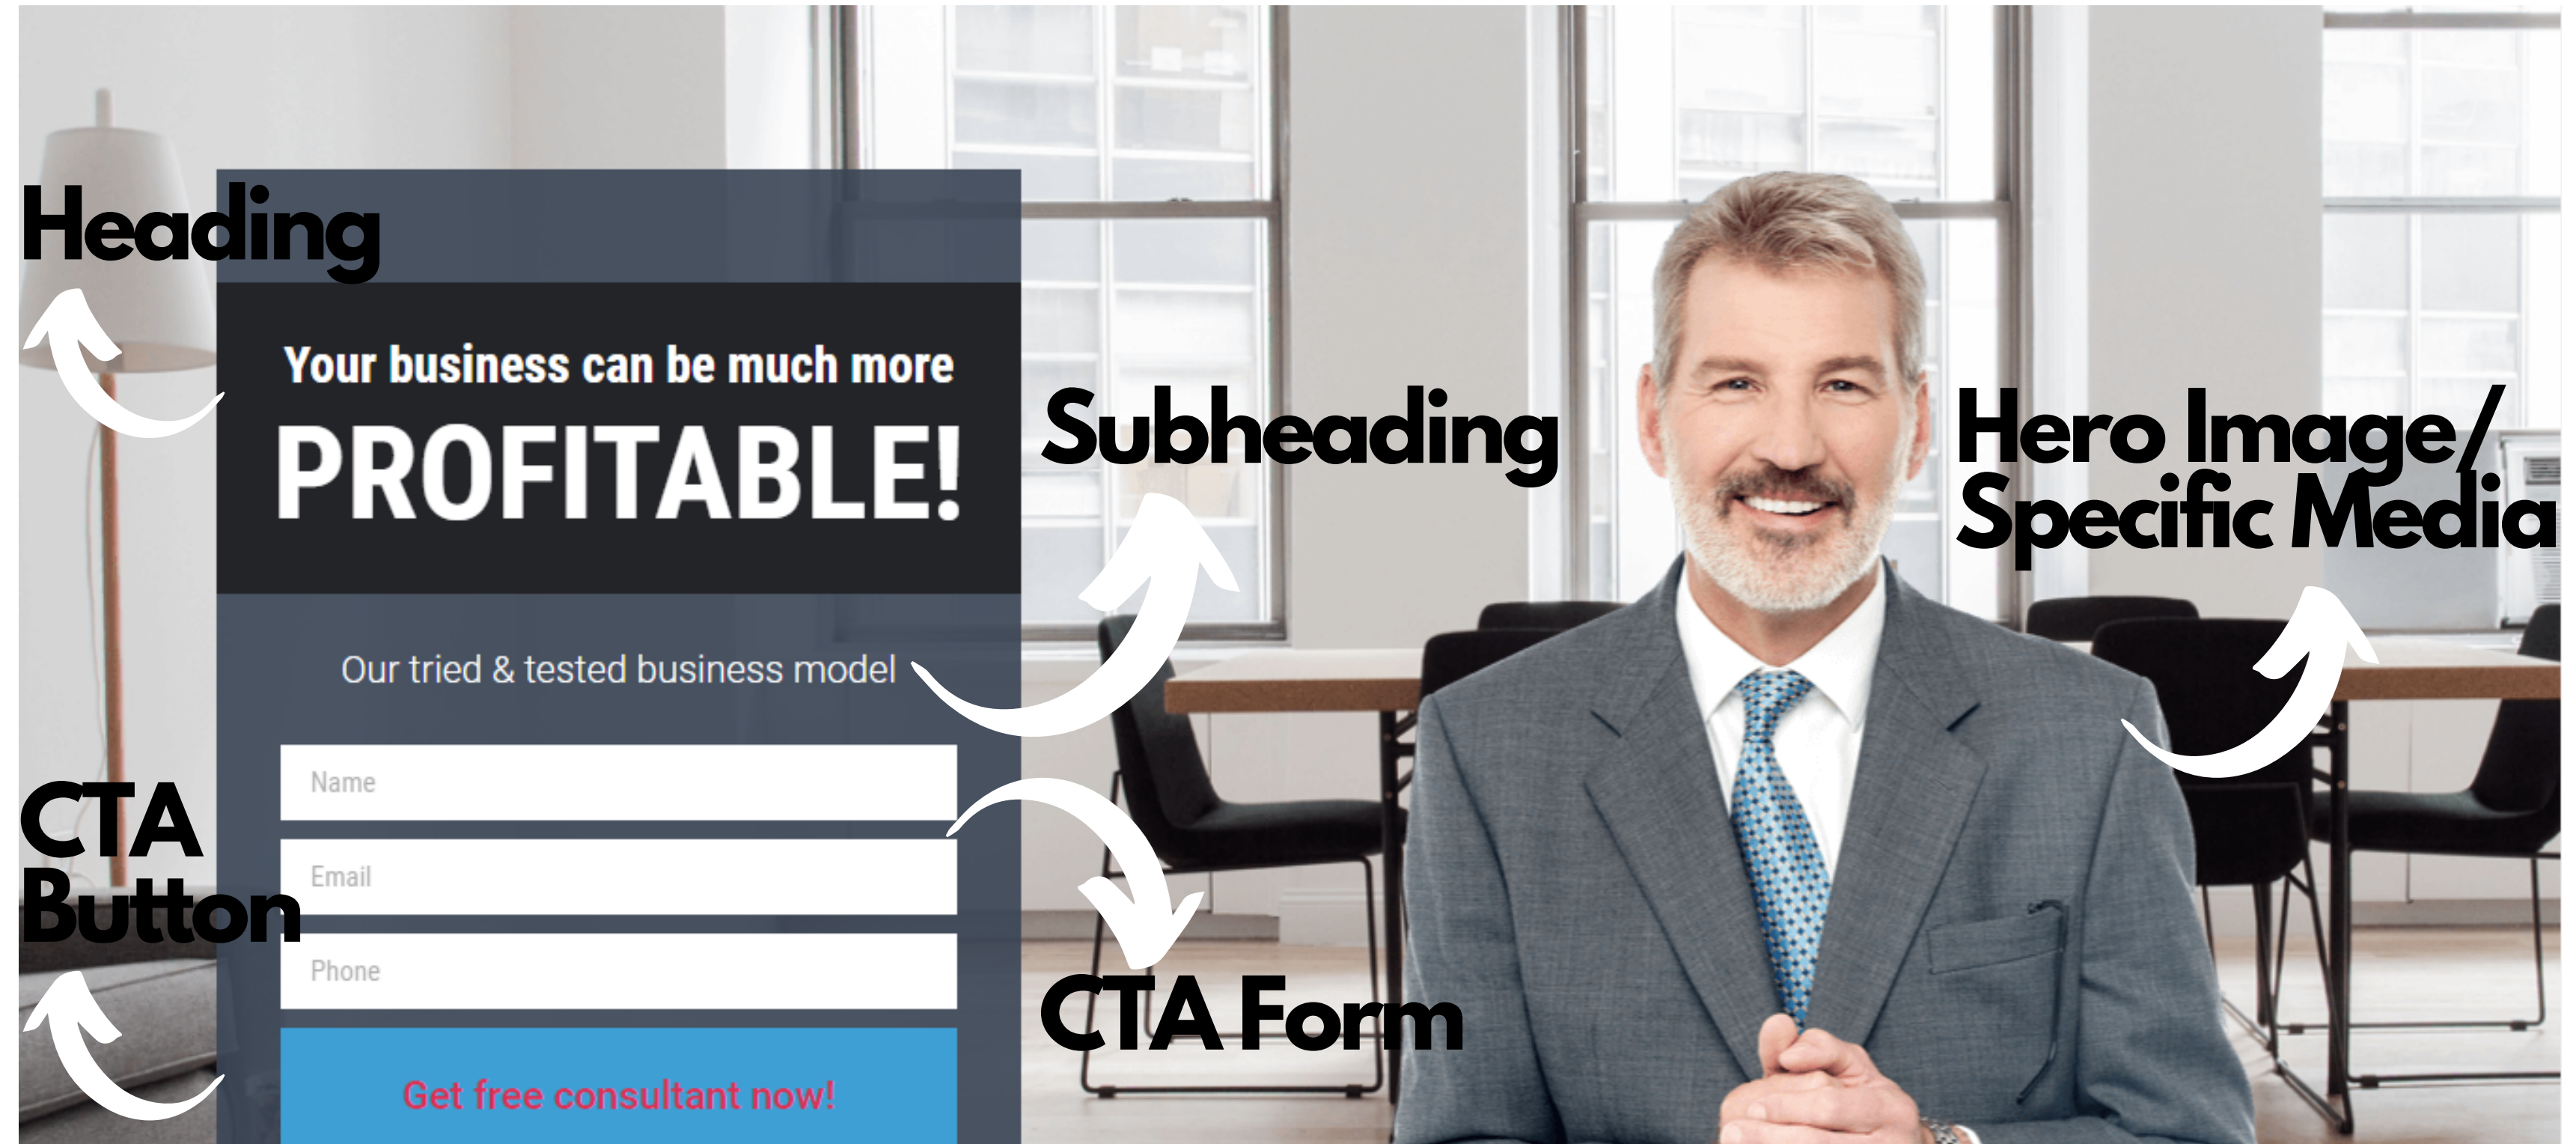 Heading
Your business can be much more
PROFITABLE!
Subheading
Hero Image/
Specific Media
Our tried & tested business model
Name
Email
Phone
CTA
Button
CTA Form
Get free consultant now!